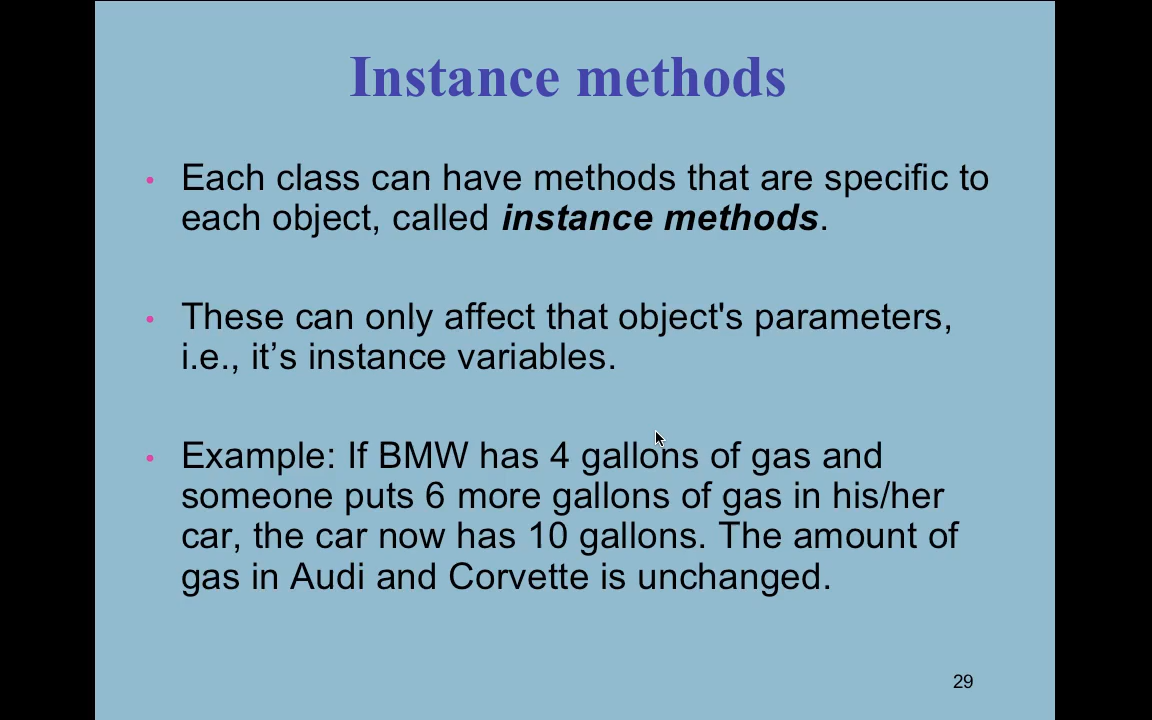 Instance methods
• Each class can have methods that are specific to
each object, called instance methods.
• These can only affect that object's parameters,
i.e., it’s instance variables.
• Example: If BMW has 4 gallons of gas and
someone puts 6 more gallons of gas in his/her
car, the car now has 10 gallons. The amount of
gas in Audi and Corvette is unchanged.
29